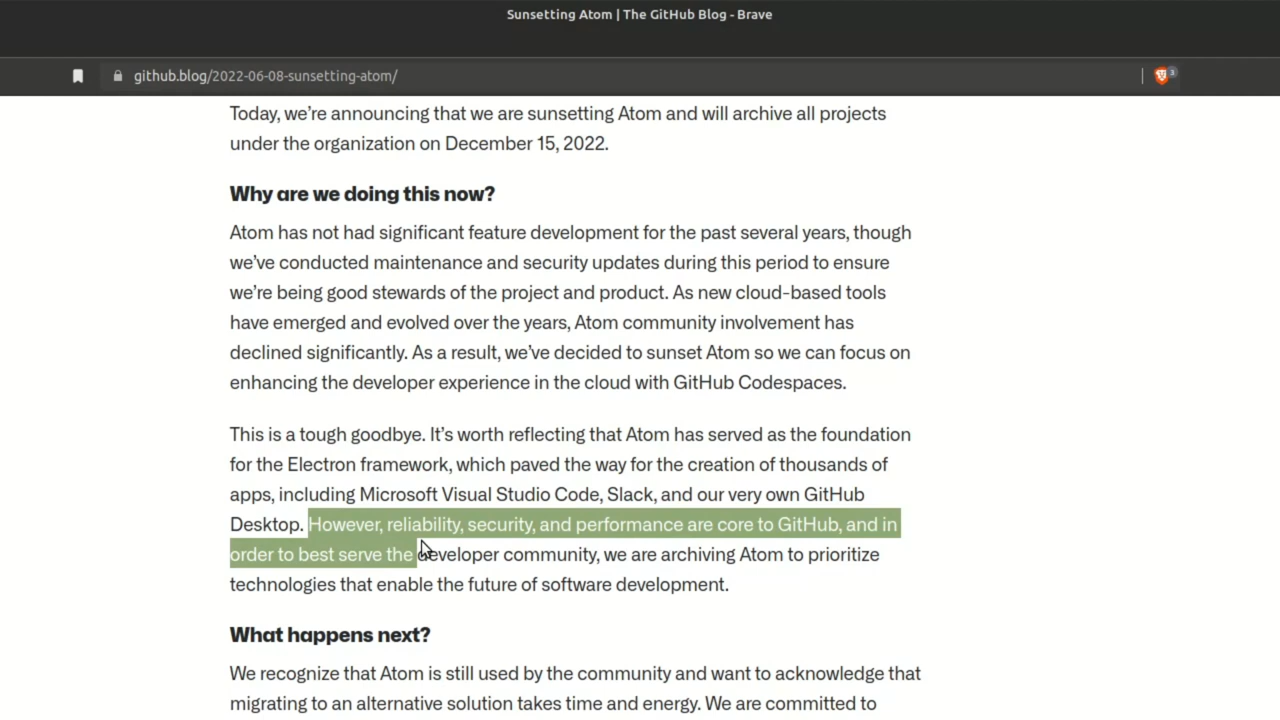 Sunsetting Atom | The GitHub Blog - Brave
github.blog/2022-06-08-sunsetting-atom/
3
Today, we’re announcing that we are sunsetting Atom and will archive all projects
under the organization on December 15, 2022.
Why are we doing this now?
Atom has not had significant feature development for the past several years, though
we’ve conducted maintenance and security updates during this period to ensure
we’re being good stewards of the project and product. As new cloud-based tools
have emerged and evolved over the years, Atom community involvement has
declined significantly. As a result, we’ve decided to sunset Atom so we can focus on
enhancing the developer experience in the cloud with GitHub Codespaces.
This is a tough goodbye. It’s worth reflecting that Atom has served as the foundation
for the Electron framework, which paved the way for the creation of thousands of
apps, including Microsoft Visual Studio Code, Slack, and our very own GitHub
Desktop. However, reliability, security, and performance are core to GitHub, and in
order to best serve the developer community, we are archiving Atom to prioritize
technologies that enable the future of software development.
What happens next?
We recognize that Atom is still used by the community and want to acknowledge that
migrating to an alternative solution takes time and energy. We are committed to